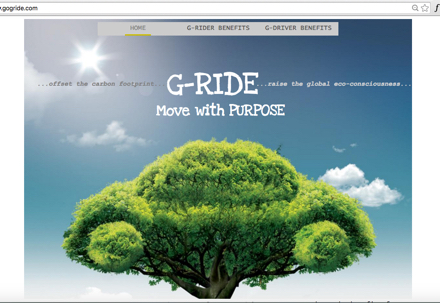 .gogride.com
HOME G-RIDER BENEFITS G-DRIVER BENEFITS
...offset the carbon footprint... G-RIDE ...raise the global eco-consciousness...
Move with PURPOSE